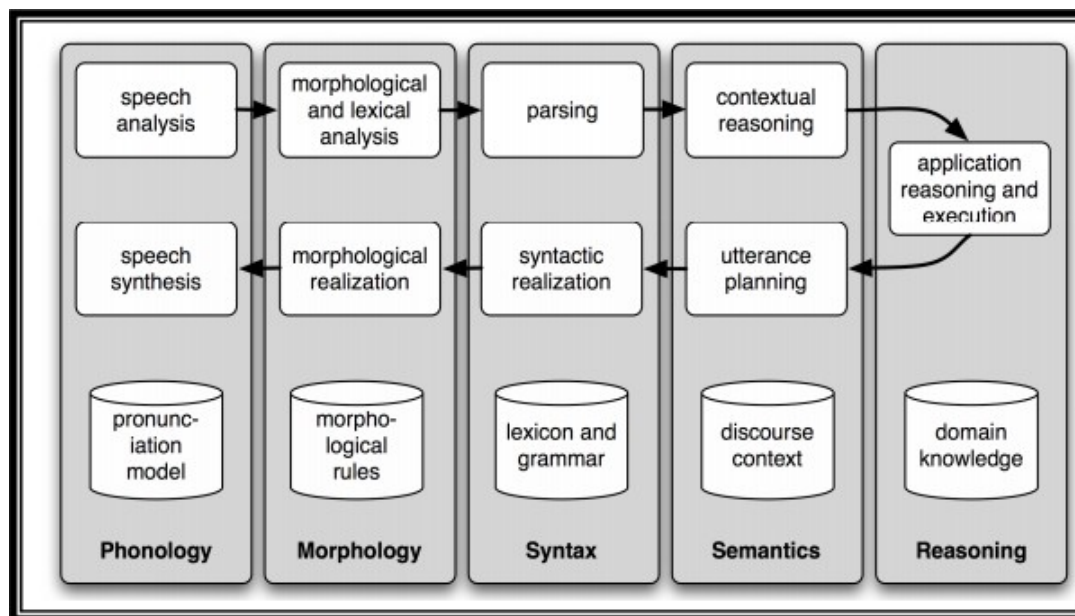 speech
analysis
morphological
and lexical
analysis
parsing
contextual
reasoning
application
reasoning and
execution
speech
synthesis
morphological
realization
syntactic
realization
utterance
planning
pronunc-
iation
model
morpho-
logical
rules
lexicon and
grammar
discourse
context
domain
knowledge
Phonology
Morphology
Syntax
Semantics
Reasoning